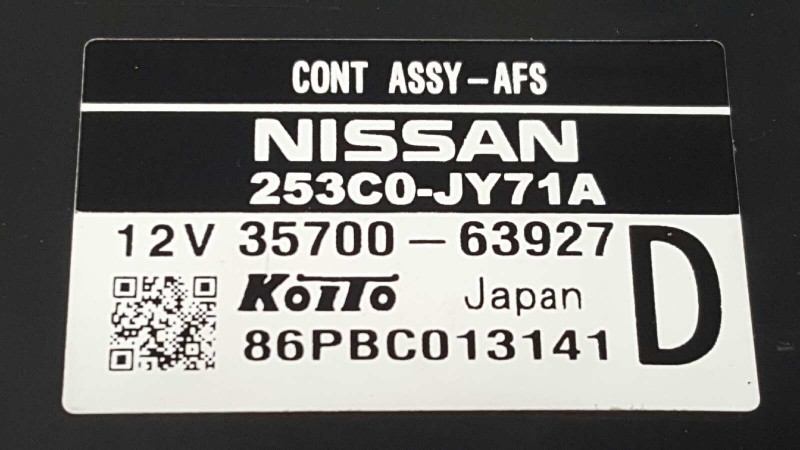 CONT ASSY-AFS
NISSAN
253C0-JY71A
12V 35700-63927 D
KOITO Japan
86PBC013141